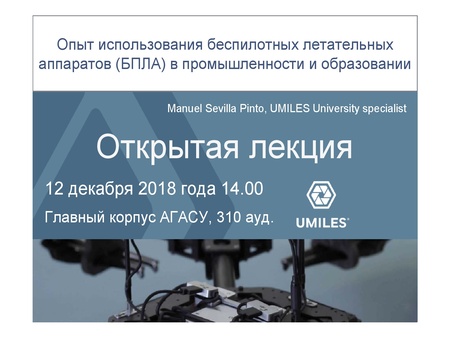 Опыт использования беспилотных летательных
аппаратов (БПЛА) в промышленности и образовании
Manuel Sevilla Pinto, UMILES University specialist
Открытая лекция
12 декабря 2018 года 14.00
Главный корпус АГАСУ, 310 ауд.
UMILES